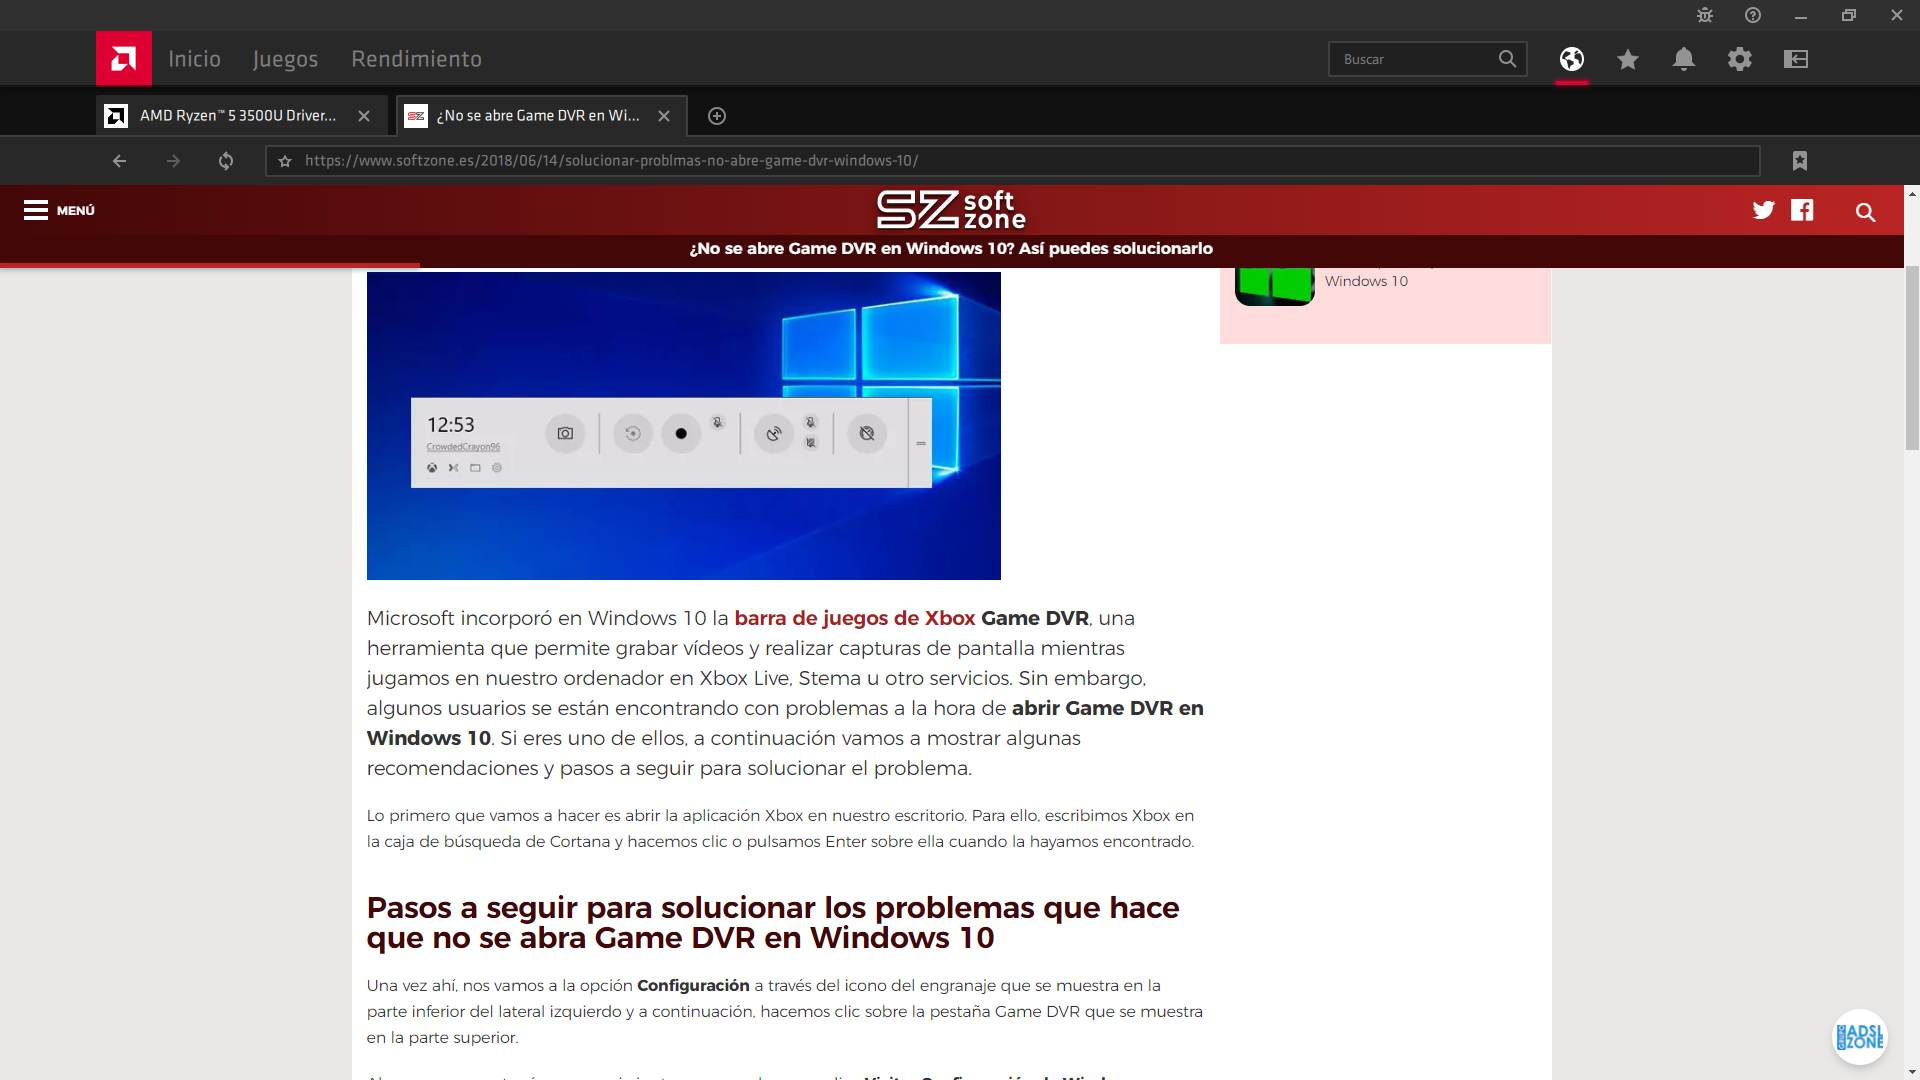 Inicio
Juegos
Rendimiento
Buscar
AMD Ryzen™ 5 3500U Driver...
¿No se abre Game DVR en Wi...
https://www.softzone.es/2018/06/14/solucionar-problmas-no-abre-game-dvr-windows-10/
MENÚ
SZ soft zone
¿No se abre Game DVR en Windows 10? Así puedes solucionarlo
Windows 10
12:53
CrowdedCrayon96
Microsoft incorporó en Windows 10 la barra de juegos de Xbox Game DVR, una
herramienta que permite grabar vídeos y realizar capturas de pantalla mientras
jugamos en nuestro ordenador en Xbox Live, Stema u otro servicios. Sin embargo,
algunos usuarios se están encontrando con problemas a la hora de abrir Game DVR en
Windows 10. Si eres uno de ellos, a continuación vamos a mostrar algunas
recomendaciones y pasos a seguir para solucionar el problema.
Lo primero que vamos a hacer es abrir la aplicación Xbox en nuestro escritorio. Para ello, escribimos Xbox en
la caja de búsqueda de Cortana y hacemos clic o pulsamos Enter sobre ella cuando la hayamos encontrado.
Pasos a seguir para solucionar los problemas que hace
que no se abra Game DVR en Windows 10
Una vez ahí, nos vamos a la opción Configuración a través del icono del engranaje que se muestra en la
parte inferior del lateral izquierdo y a continuación, hacemos clic sobre la pestaña Game DVR que se muestra
en la parte superior.
ADSL
ZONE